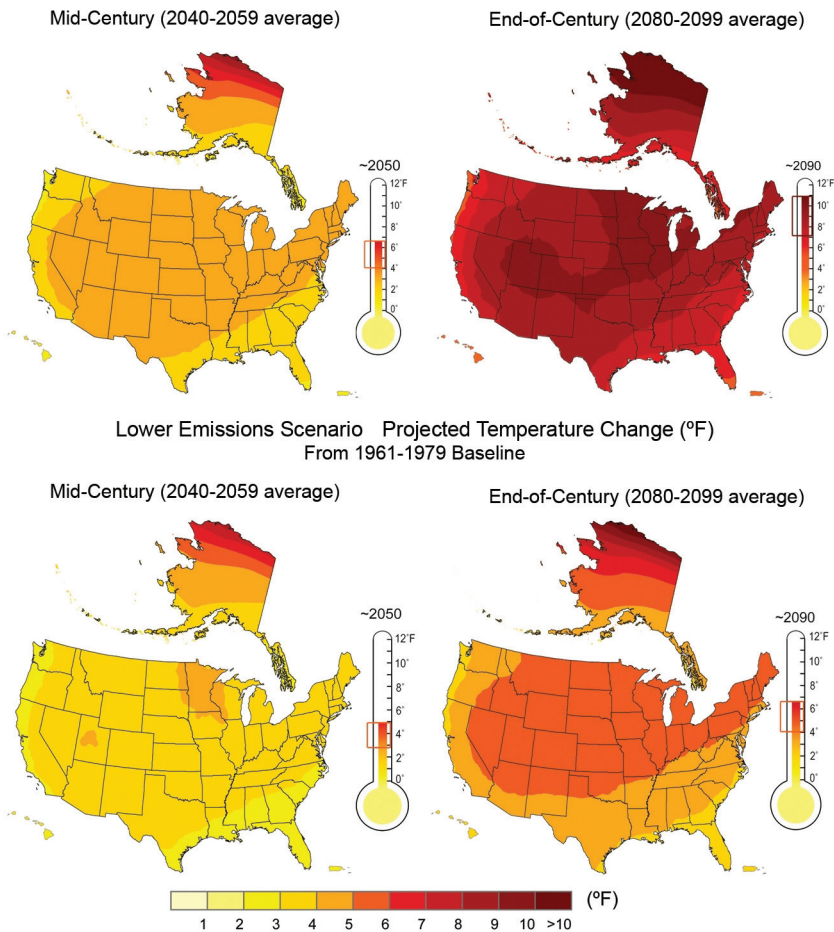 Mid-Century (2040-2059 average)
End-of-Century (2080-2099 average)
~2050
12˚F
10˚
8˚
6˚
4˚
2˚
0˚
~2090
12˚F
10˚
8˚
6˚
4˚
2˚
0˚
Lower Emissions Scenario Projected Temperature Change (ºF)
From 1961-1979 Baseline
Mid-Century (2040-2059 average)
End-of-Century (2080-2099 average)
~2050
12˚F
10˚
8˚
6˚
4˚
2˚
0˚
~2090
12˚F
10˚
8˚
6˚
4˚
2˚
0˚
(ºF)
1 2 3 4 5 6 7 8 9 10 >10